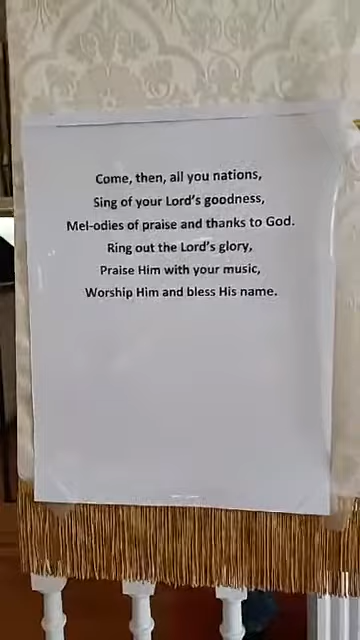 Come, then, all you nations,
Sing of your Lord's goodness,
Mel-odies of praise and thanks to God.
Ring out the Lord's glory,
Praise Him with your music,
Worship Him and bless His name.